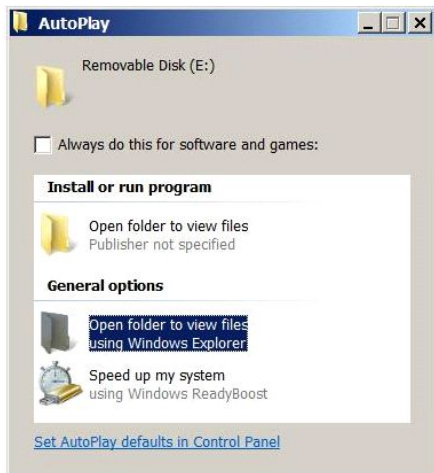 AutoPlay
Removable Disk (E:)
Always do this for software and games:
Install or run program
Open folder to view files
Publisher not specified
General options
Open folder to view files
using Windows Explorer
Speed up my system
using Windows ReadyBoost
Set AutoPlay defaults in Control Panel